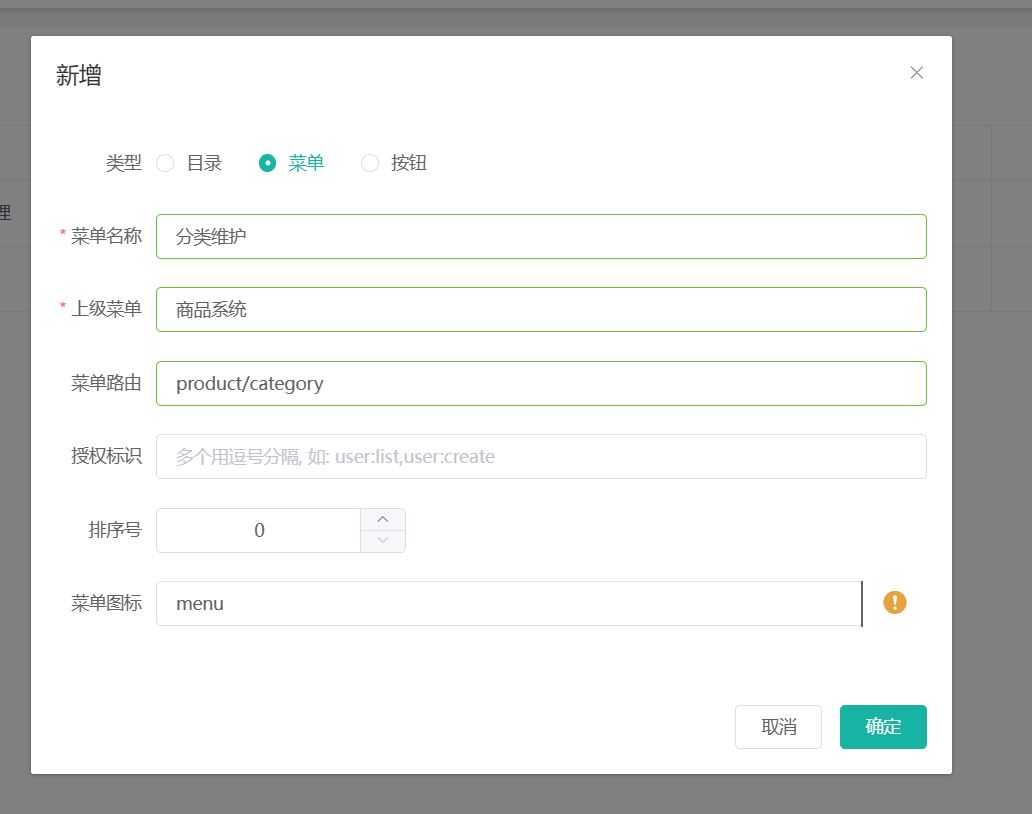 新增
类型 目录 菜单 按钮
理
* 菜单名称 分类维护
* 上级菜单 商品系统
菜单路由 product/category
授权标识 多个用逗号分隔, 如: user:list,user:create
排序号 0
菜单图标 menu
取消 确定